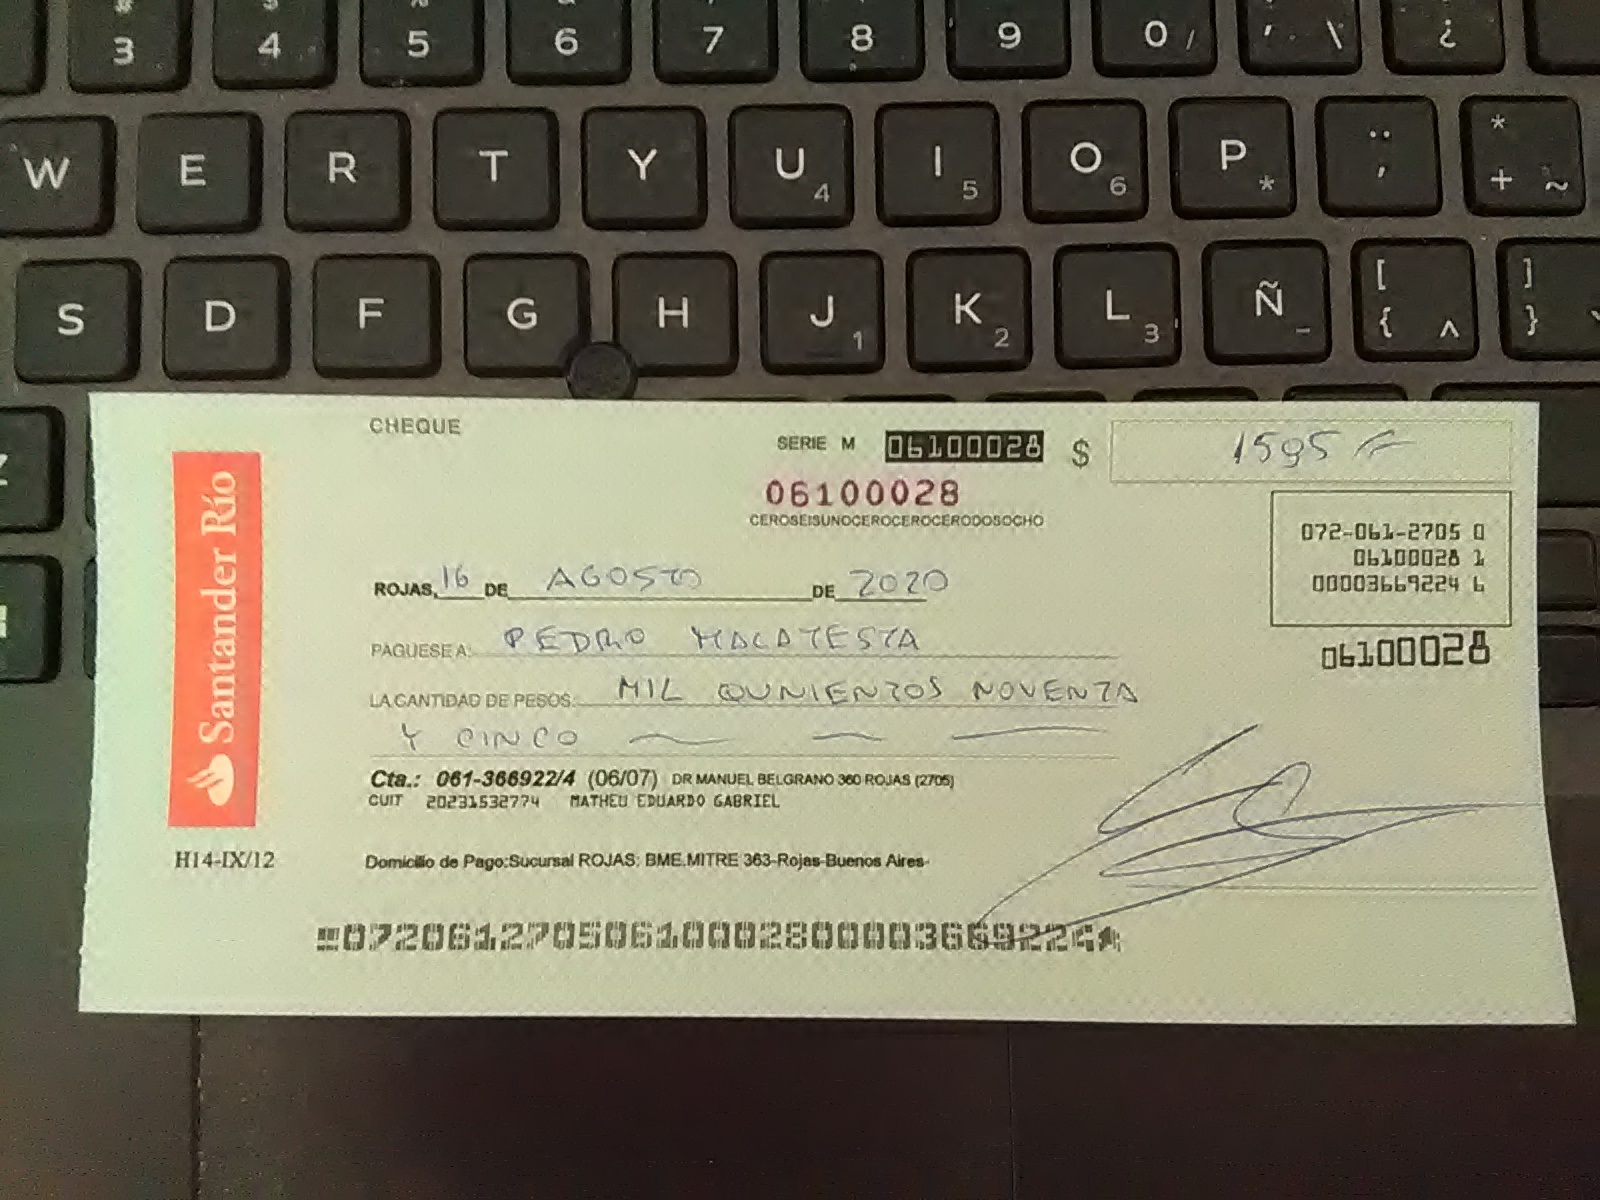 3 4 5 6 7 8 9 0 / ' \ ¿
W E R T Y U 4 I 5 O 6 P * ¨ ´ * + ~
S D F G H J 1 K 2 L 3 Ñ [ { ^ ] }
Z
CHEQUE
SERIE M 06100028 $ 1595
06100028
CEROSEISUNOCEROCEROCERODOSOCHO
072-061-2705 0
06100028 1
00003669224 6
06100028
Santander Río
ROJAS, 16 DE AGOSTO DE 2020
PAGUESE A: PEDRO MALATESTA
LA CANTIDAD DE PESOS: MIL QUNIENTOS NOVENTA
Y CINCO
Cta.: 061-366922/4 (06/07) DR MANUEL BELGRANO 360 ROJAS (2705)
CUIT 20231532774 MATHEU EDUARDO GABRIEL
H14-IX/12
Domicilio de Pago:Sucursal ROJAS: BME.MITRE 363-Rojas-Buenos Aires-
072061270506100028000036692246